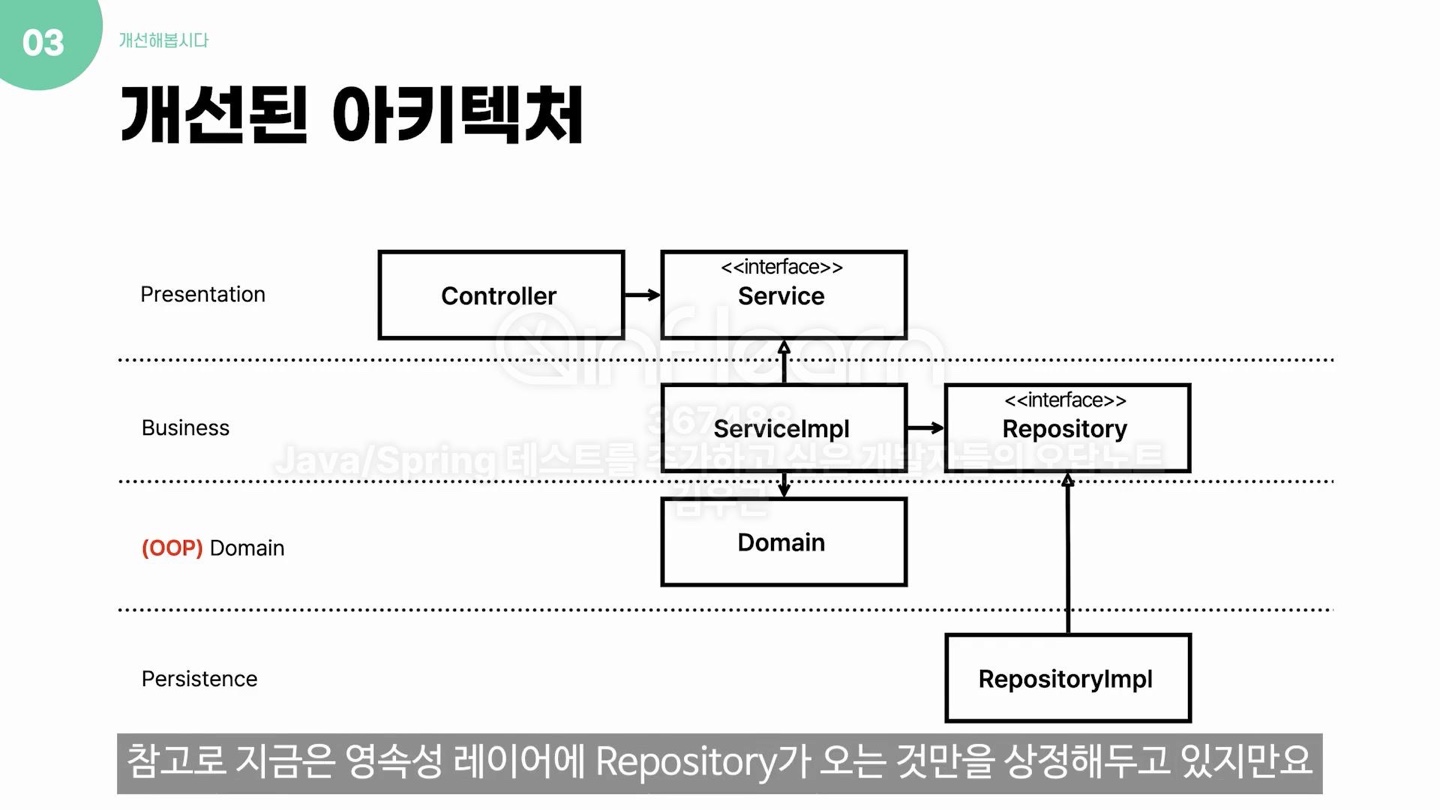 03
개선해봅시다
개선된 아키텍처
Presentation
Controller
<<interface>>
Service
inflearn
Business
ServiceImpl
<<interface>>
Repository
367488
Java/Spring 테스트를 추가하고 싶은 개발자들의 오답노트
김우근
(OOP) Domain
Domain
Persistence
RepositoryImpl
참고로 지금은 영속성 레이어에 Repository가 오는 것만을 상정해두고 있지만요